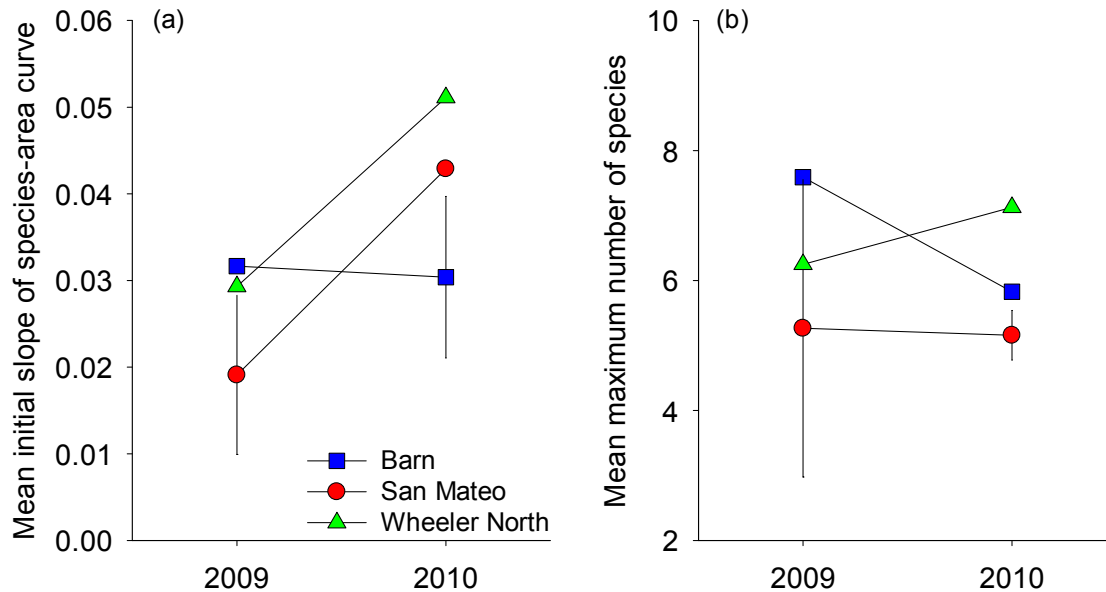 (a)
Mean initial slope of species-area curve
0.06
0.05
0.04
0.03
0.02
0.01
0.00
2009
2010
Barn
San Mateo
Wheeler North
(b)
Mean maximum number of species
10
8
6
4
2
2009
2010